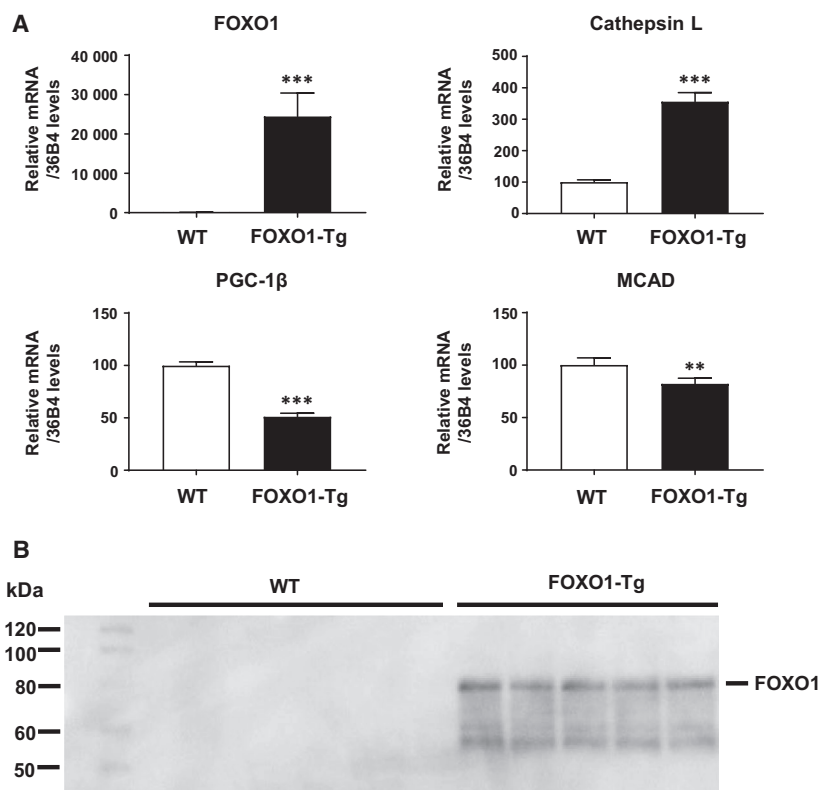 A
FOXO1
Relative mRNA
/36B4 levels
40 000
30 000
20 000
10 000
0
***
WT
FOXO1-Tg
Cathepsin L
Relative mRNA
/36B4 levels
500
400
300
200
100
0
***
WT
FOXO1-Tg
PGC-1β
Relative mRNA
/36B4 levels
150
100
50
0
***
WT
FOXO1-Tg
MCAD
Relative mRNA
/36B4 levels
150
100
50
0
**
WT
FOXO1-Tg
B
kDa
WT
FOXO1-Tg
120
100
80
60
50
FOXO1